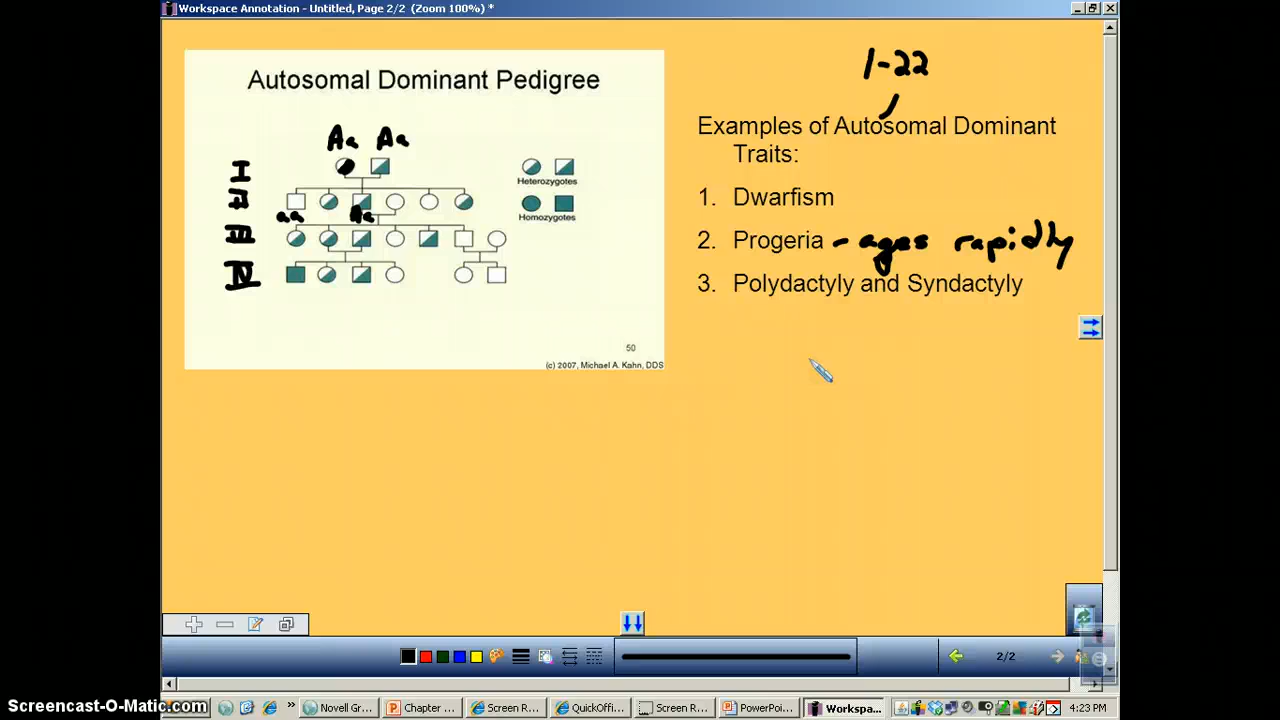 Workspace Annotation - Untitled, Page 2/2 (Zoom 100%) *
Autosomal Dominant Pedigree
Aa Aa
I
II
aa Aa
III
IV
Heterozygotes
Homozygotes
50
(c) 2007, Michael A. Kahn, DDS
1-22
Examples of Autosomal Dominant
Traits:
1. Dwarfism
2. Progeria - ages rapidly
3. Polydactyly and Syndactyly
2/2
Screencast-O-Matic.com
Novell Gr...
Chapter ...
Screen R...
QuickOffi...
Screen R...
PowerPoi...
Workspa...
4:23 PM